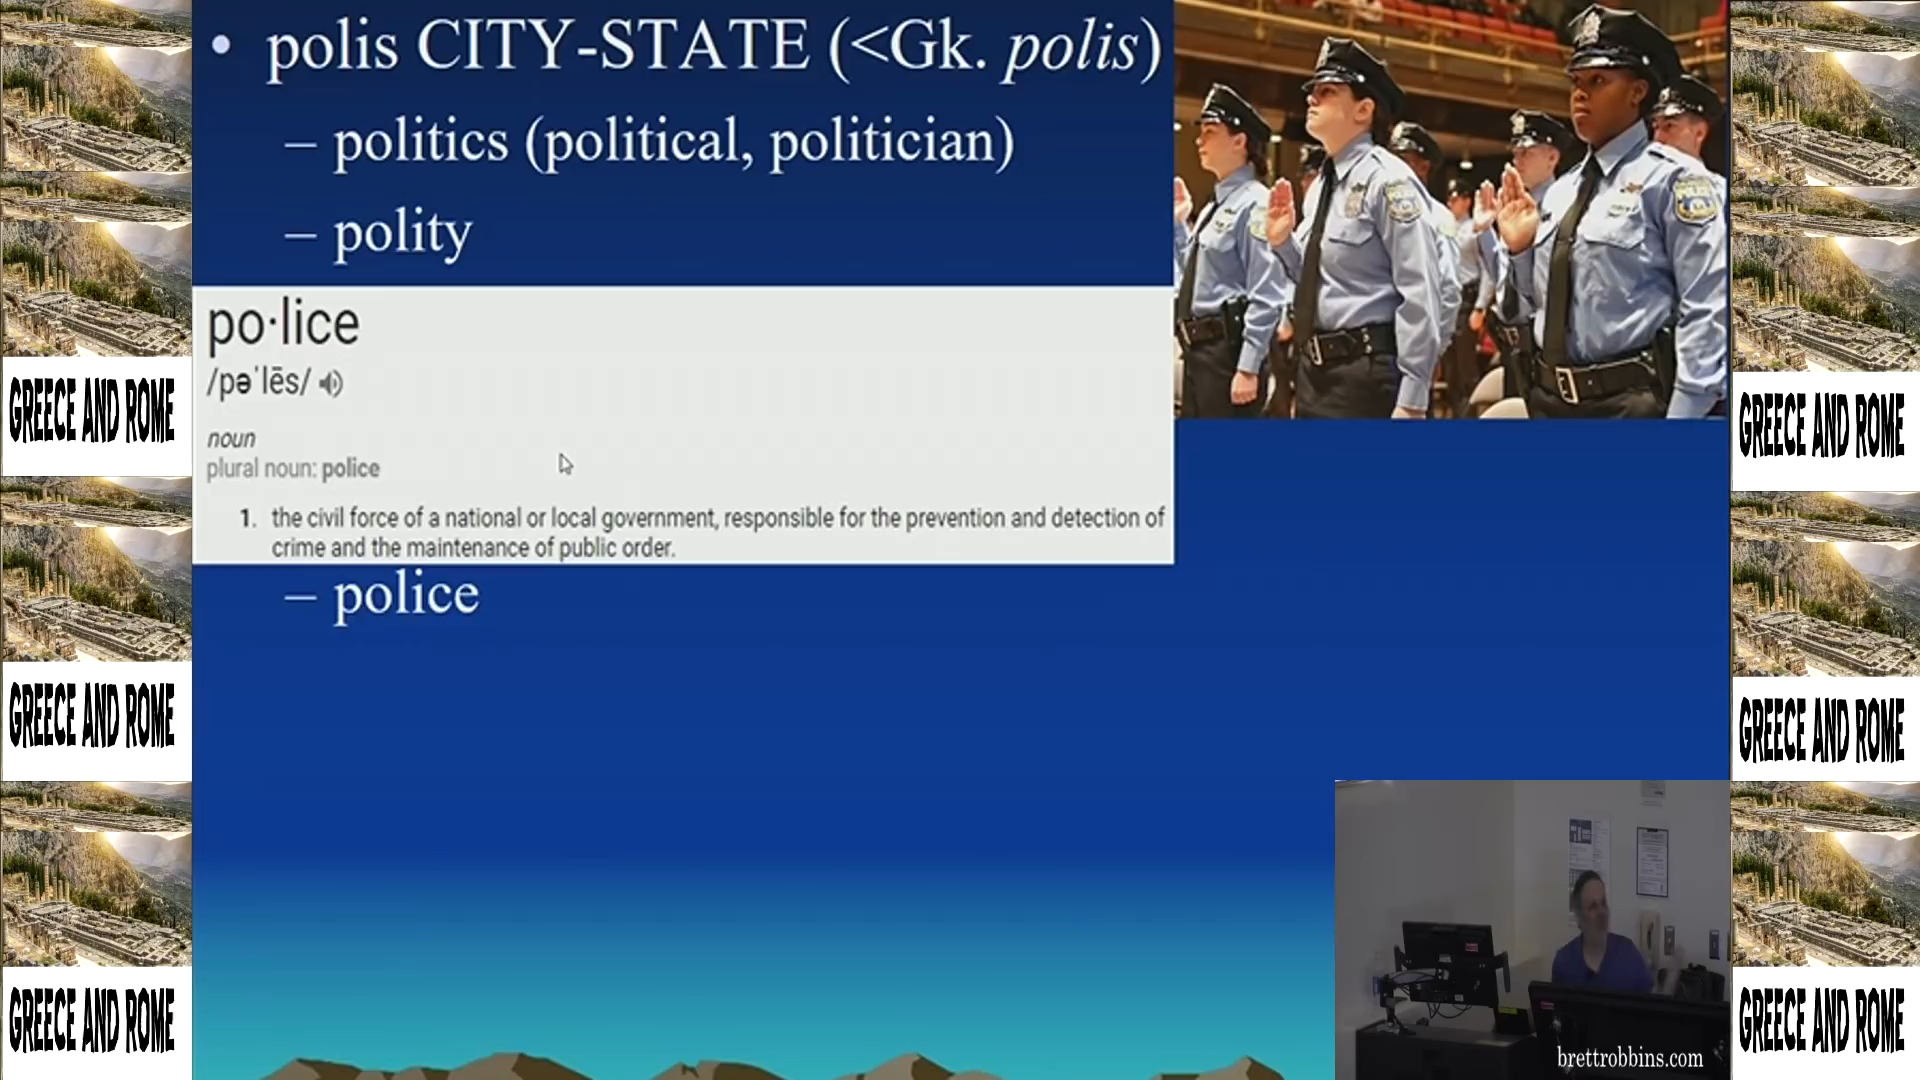 • polis CITY-STATE (<Gk. polis)
– politics (political, politician)
– polity
po·lice
/pəˈlēs/
noun
plural noun: police
1. the civil force of a national or local government, responsible for the prevention and detection of
crime and the maintenance of public order.
– police
GREECE AND ROME
GREECE AND ROME
GREECE AND ROME
GREECE AND ROME
GREECE AND ROME
GREECE AND ROME
POLICE
brettrobbins.com